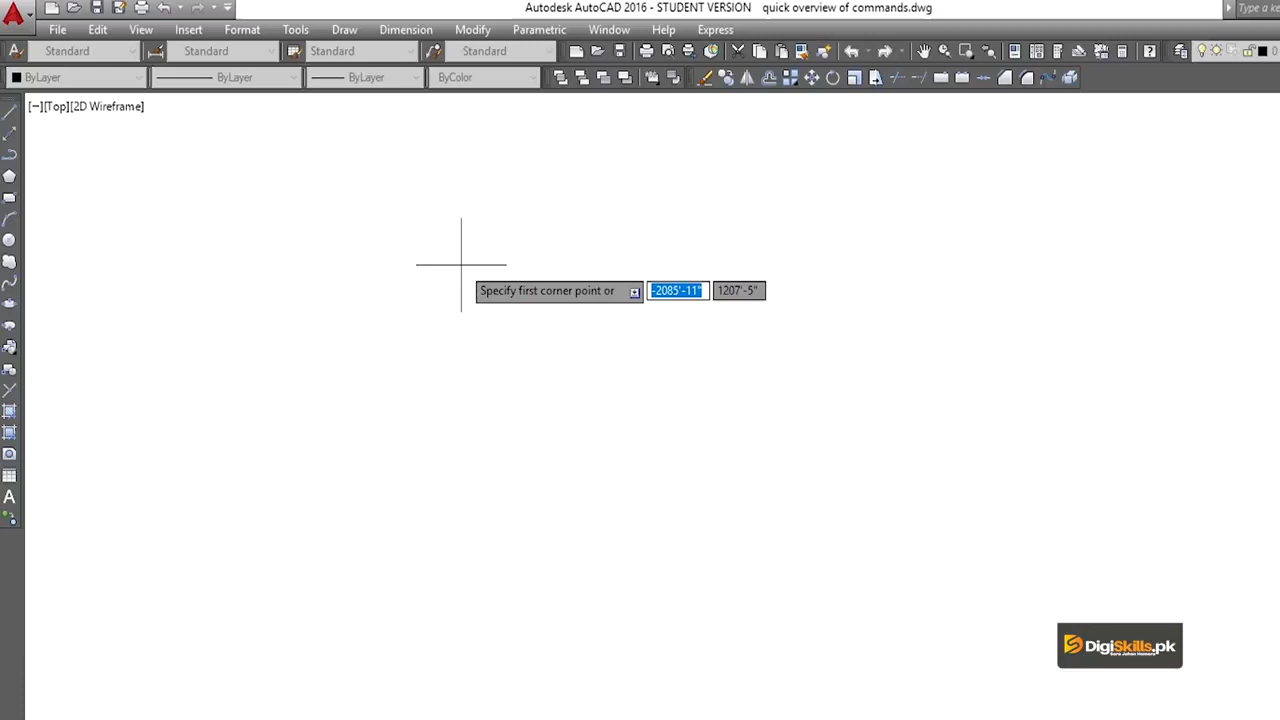 Autodesk AutoCAD 2016 - STUDENT VERSION quick overview of commands.dwg
Type a ke
File Edit View Insert Format Tools Draw Dimension Modify Parametric Window Help Express
Standard Standard Standard Standard
ByLayer ByLayer ByLayer ByColor 0
[−][Top][2D Wireframe]
Specify first corner point or -2085'-11" 1207'-5"
A
DigiSkills.pk